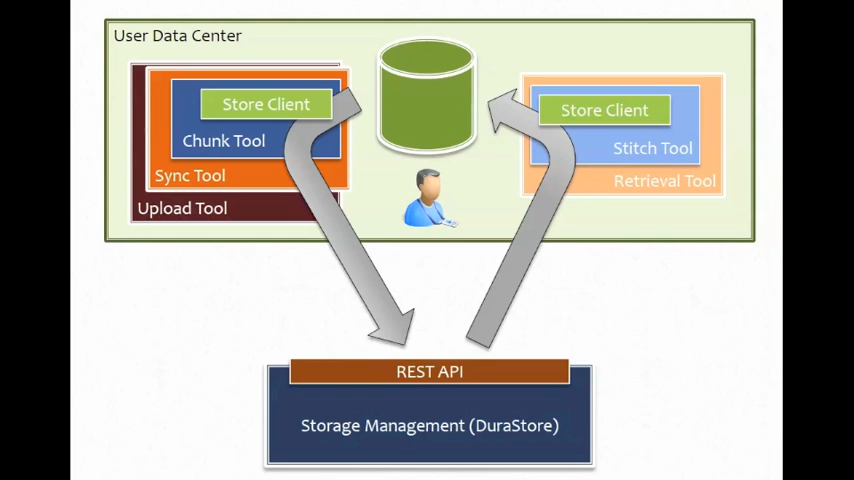 User Data Center
Store Client
Chunk Tool
Sync Tool
Upload Tool
Store Client
Stitch Tool
Retrieval Tool
REST API
Storage Management (DuraStore)